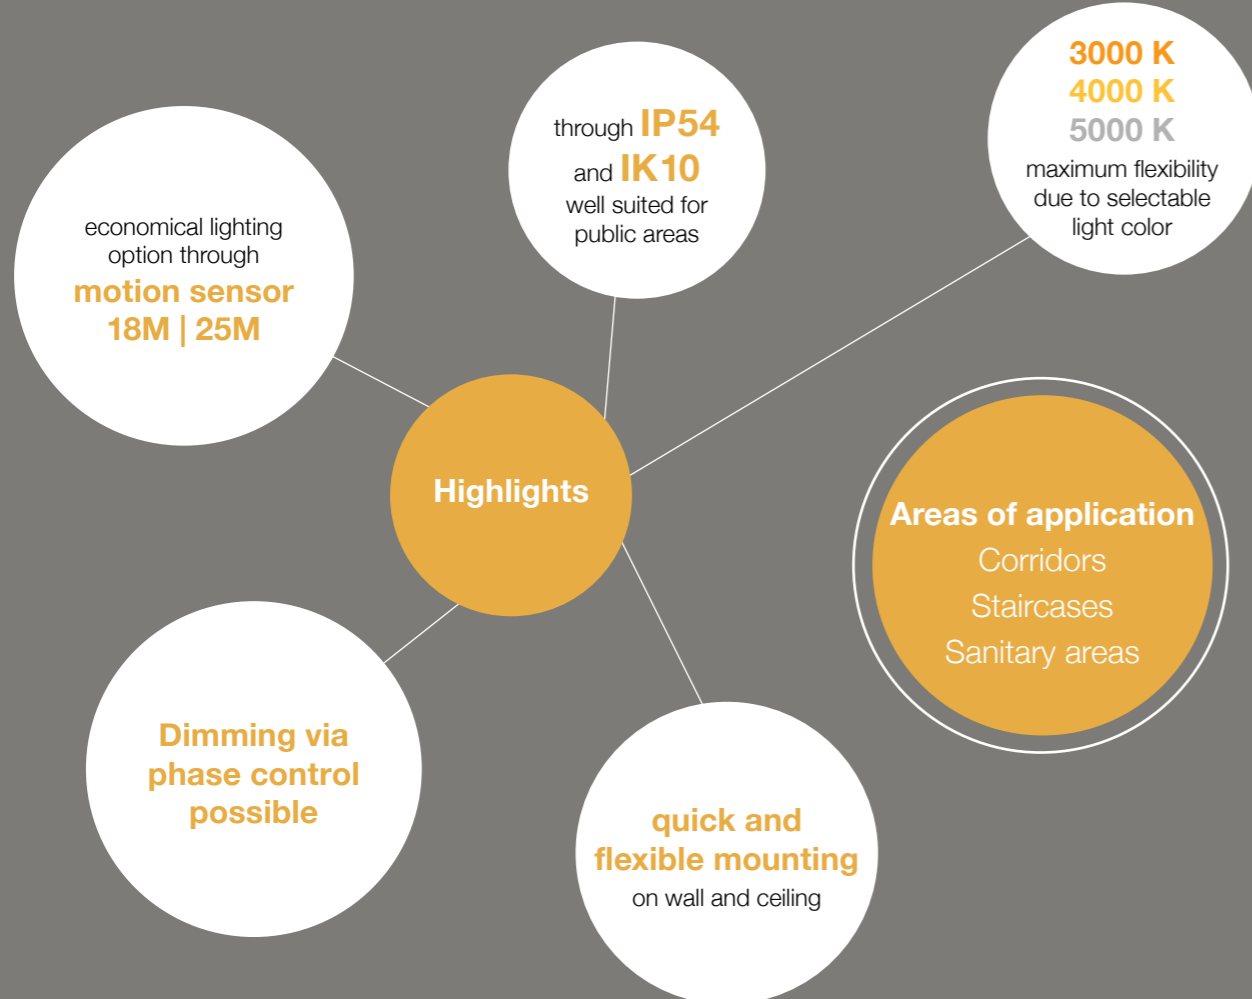 economical lighting
option through
motion sensor
18M | 25M
through IP54
and IK10
well suited for
public areas
3000 K
4000 K
5000 K
maximum flexibility
due to selectable
light color
Highlights
Areas of application
Corridors
Staircases
Sanitary areas
Dimming via
phase control
possible
quick and
flexible mounting
on wall and ceiling